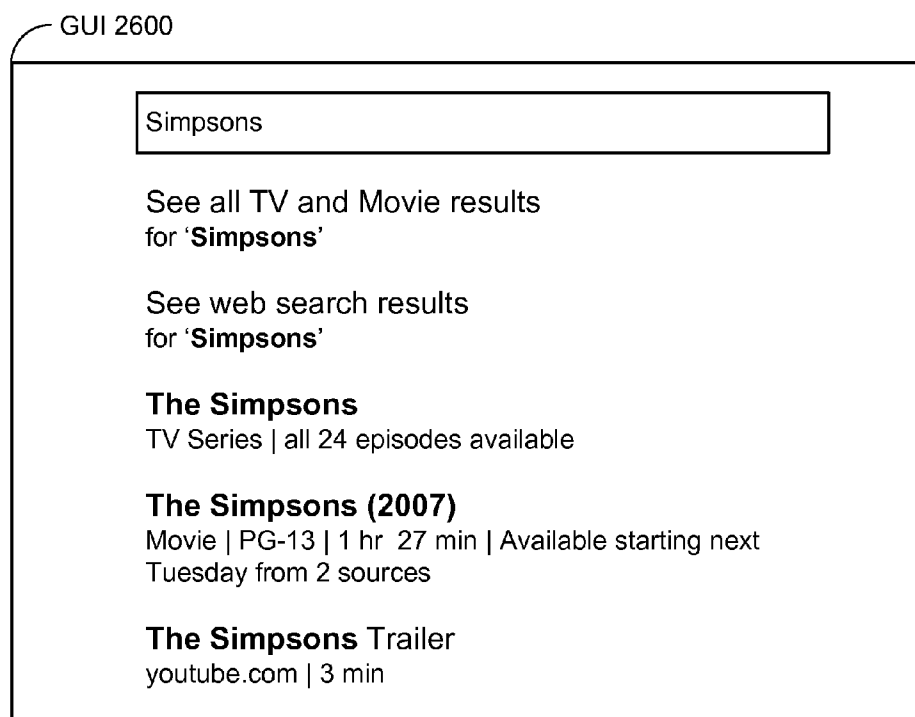 GUI 2600
Simpsons
See all TV and Movie results
for ‘Simpsons’
See web search results
for ‘Simpsons’
The Simpsons
TV Series | all 24 episodes available
The Simpsons (2007)
Movie | PG-13 | 1 hr  27 min | Available starting next
Tuesday from 2 sources
The Simpsons Trailer
youtube.com | 3 min